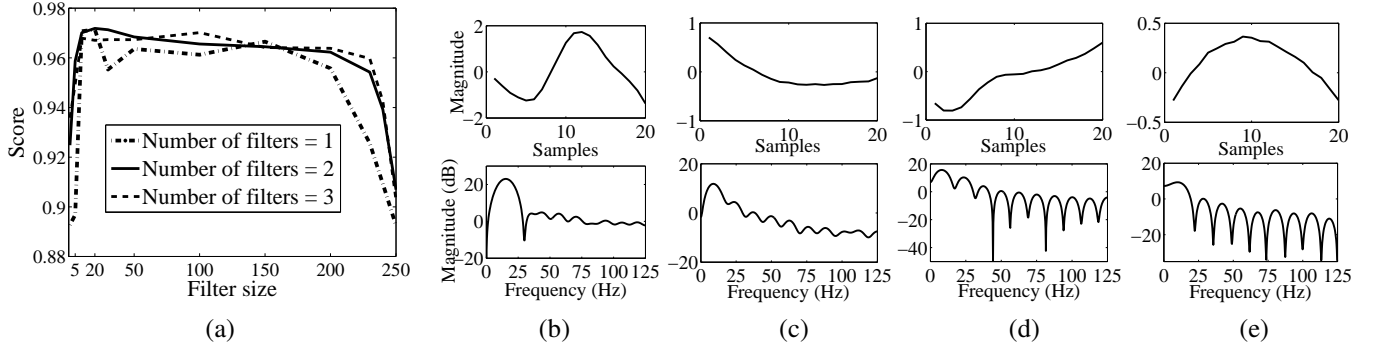 0.98
0.96
0.94
0.92
0.9
0.88
Score
Number of filters = 1
Number of filters = 2
Number of filters = 3
5 20 50 100 150 200 250
Filter size
(a)
2
0
−2
Magnitude
0 10 20
Samples
20
0
−20
Magnitude (dB)
0 25 50 75 100 125
Frequency (Hz)
(b)
1
0
−1
0 10 20
Samples
20
0
−20
0 25 50 75 100 125
Frequency (Hz)
(c)
1
0
−1
0 10 20
Samples
20
0
−20
−40
0 25 50 75 100 125
Frequency (Hz)
(d)
0.5
0
−0.5
0 10 20
Samples
20
0
−20
0 25 50 75 100 125
Frequency (Hz)
(e)